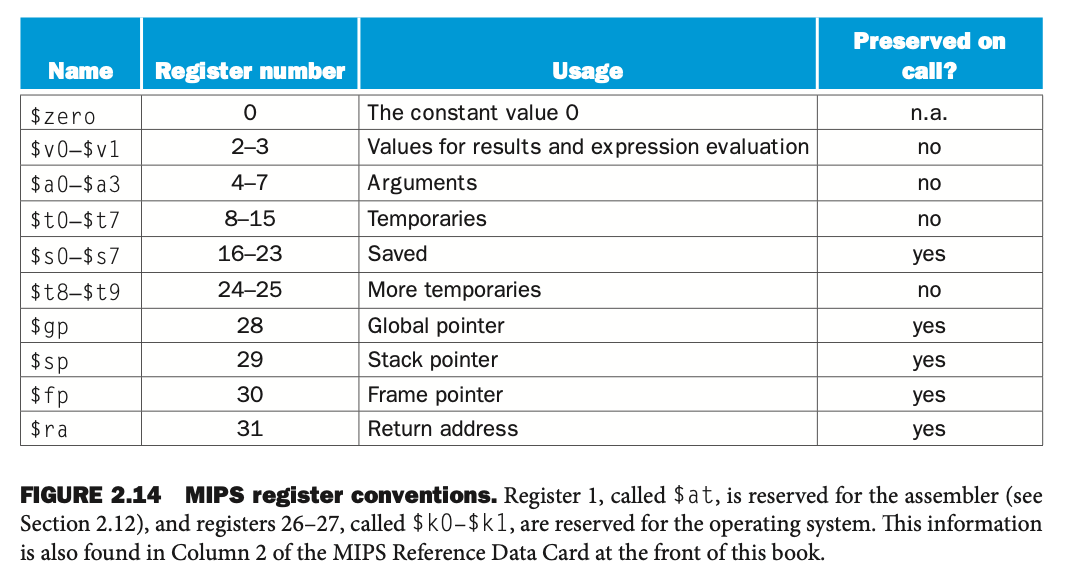 Name Register number Usage Preserved on call?
$zero 0 The constant value 0 n.a.
$v0–$v1 2–3 Values for results and expression evaluation no
$a0–$a3 4–7 Arguments no
$t0–$t7 8–15 Temporaries no
$s0–$s7 16–23 Saved yes
$t8–$t9 24–25 More temporaries no
$gp 28 Global pointer yes
$sp 29 Stack pointer yes
$fp 30 Frame pointer yes
$ra 31 Return address yes
FIGURE 2.14 MIPS register conventions. Register 1, called $at, is reserved for the assembler (see
Section 2.12), and registers 26–27, called $k0–$k1, are reserved for the operating system. This information
is also found in Column 2 of the MIPS Reference Data Card at the front of this book.